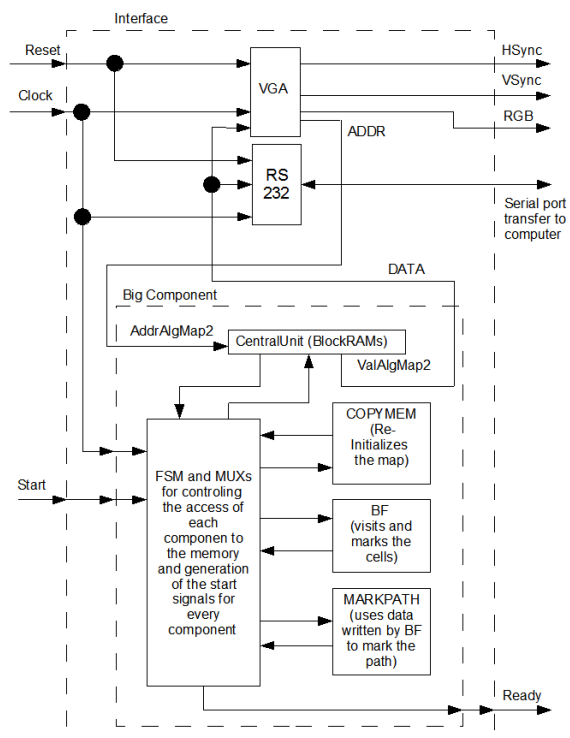 Interface
Reset
HSync
VGA
VSync
Clock
RGB
ADDR
RS
232
Serial port
transfer to
computer
DATA
Big Component
AddrAlgMap2
CentralUnit (BlockRAMs)
ValAlgMap2
COPYMEM
(Re-
Initializes
the map)
FSM and MUXs
for controling
the access of
each
componen to
the memory
and generation
of the start
signals for
every
component
Start
BF
(visits and
marks the
cells)
MARKPATH
(uses data
written by BF
to mark the
path)
Ready